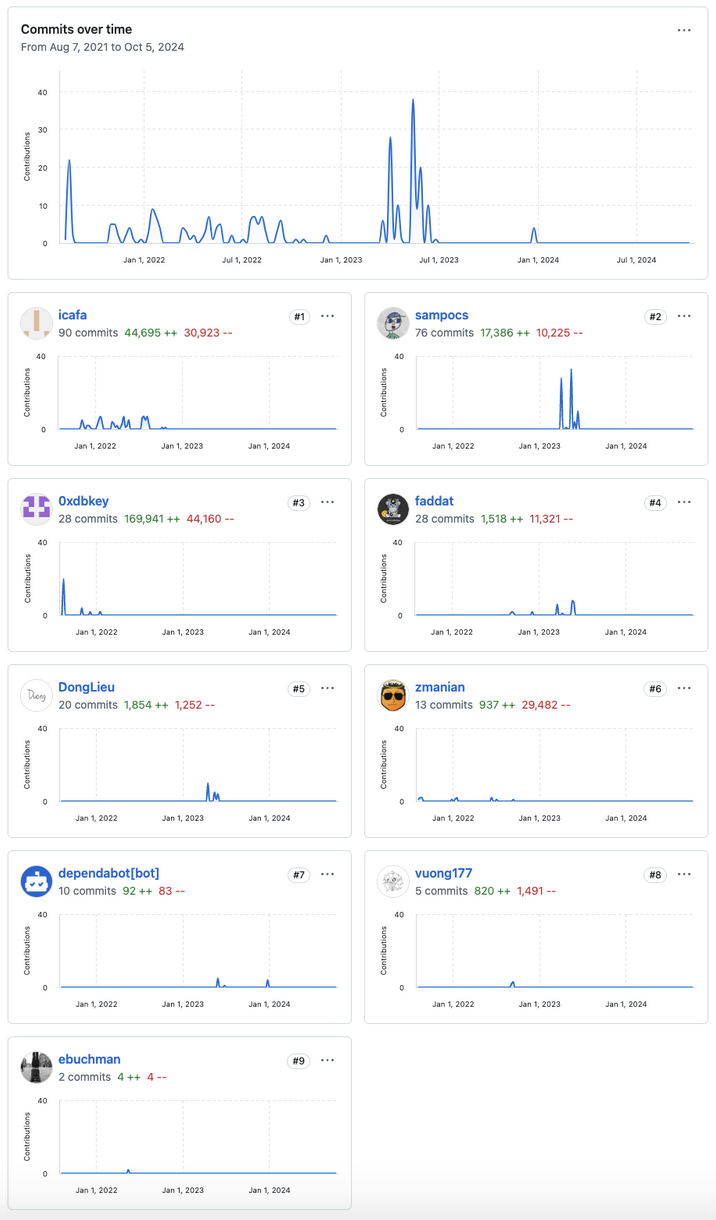 Commits over time
From Aug 7, 2021 to Oct 5, 2024
Contributions
40
30
20
10
0
Jan 1, 2022 Jul 1, 2022 Jan 1, 2023 Jul 1, 2023 Jan 1, 2024 Jul 1, 2024
icafa #1
90 commits 44,695 ++ 30,923 --
Contributions
40
0
Jan 1, 2022 Jan 1, 2023 Jan 1, 2024
sampocs #2
76 commits 17,386 ++ 10,225 --
Contributions
40
0
Jan 1, 2022 Jan 1, 2023 Jan 1, 2024
0xdbkey #3
28 commits 169,941 ++ 44,160 --
Contributions
40
0
Jan 1, 2022 Jan 1, 2023 Jan 1, 2024
faddat #4
28 commits 1,518 ++ 11,321 --
Contributions
40
0
Jan 1, 2022 Jan 1, 2023 Jan 1, 2024
Duong
DongLieu #5
20 commits 1,854 ++ 1,252 --
Contributions
40
0
Jan 1, 2022 Jan 1, 2023 Jan 1, 2024
zmanian #6
13 commits 937 ++ 29,482 --
Contributions
40
0
Jan 1, 2022 Jan 1, 2023 Jan 1, 2024
dependabot[bot] #7
10 commits 92 ++ 83 --
Contributions
40
0
Jan 1, 2022 Jan 1, 2023 Jan 1, 2024
vuong177 #8
5 commits 820 ++ 1,491 --
Contributions
40
0
Jan 1, 2022 Jan 1, 2023 Jan 1, 2024
ebuchman #9
2 commits 4 ++ 4 --
Contributions
40
0
Jan 1, 2022 Jan 1, 2023 Jan 1, 2024